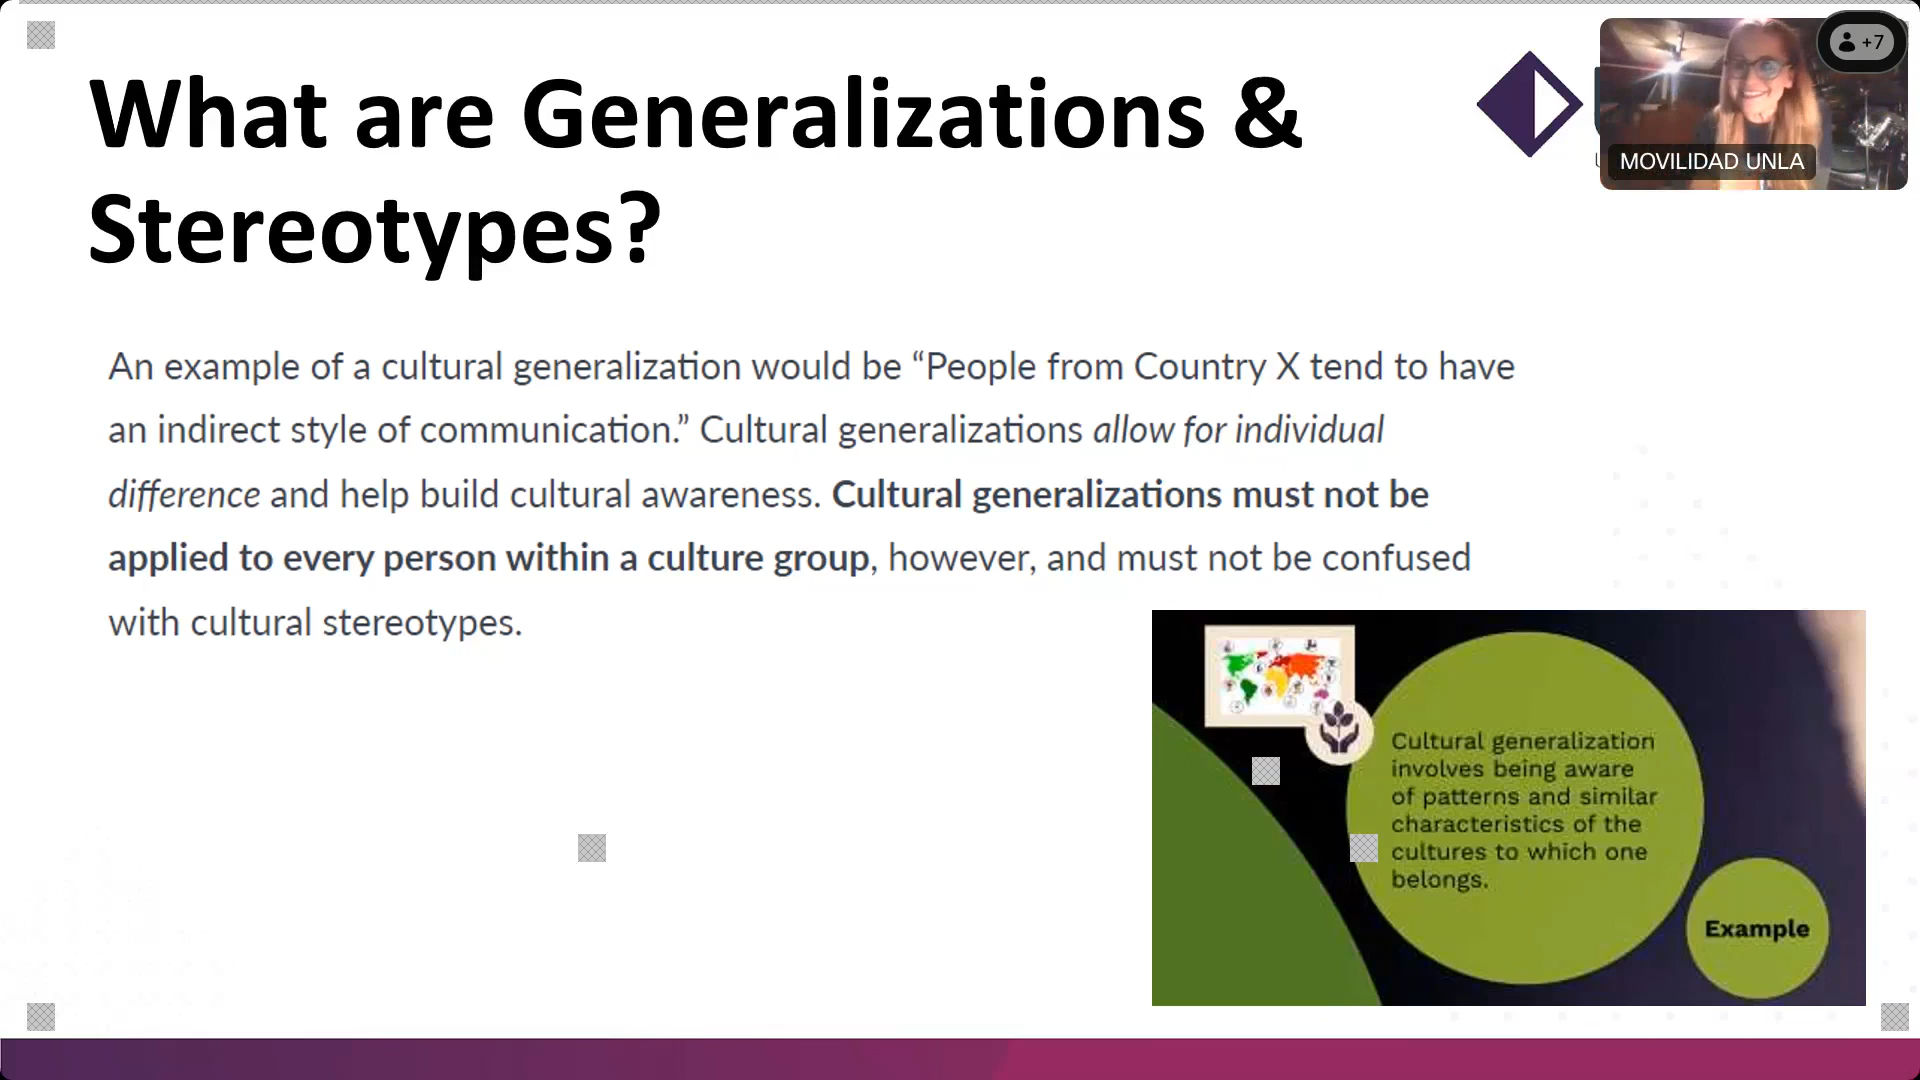 What are Generalizations &
Stereotypes?
+7
MOVILIDAD UNLA
An example of a cultural generalization would be “People from Country X tend to have
an indirect style of communication.” Cultural generalizations allow for individual
difference and help build cultural awareness. Cultural generalizations must not be
applied to every person within a culture group, however, and must not be confused
with cultural stereotypes.
Cultural generalization
involves being aware
of patterns and similar
characteristics of the
cultures to which one
belongs.
Example